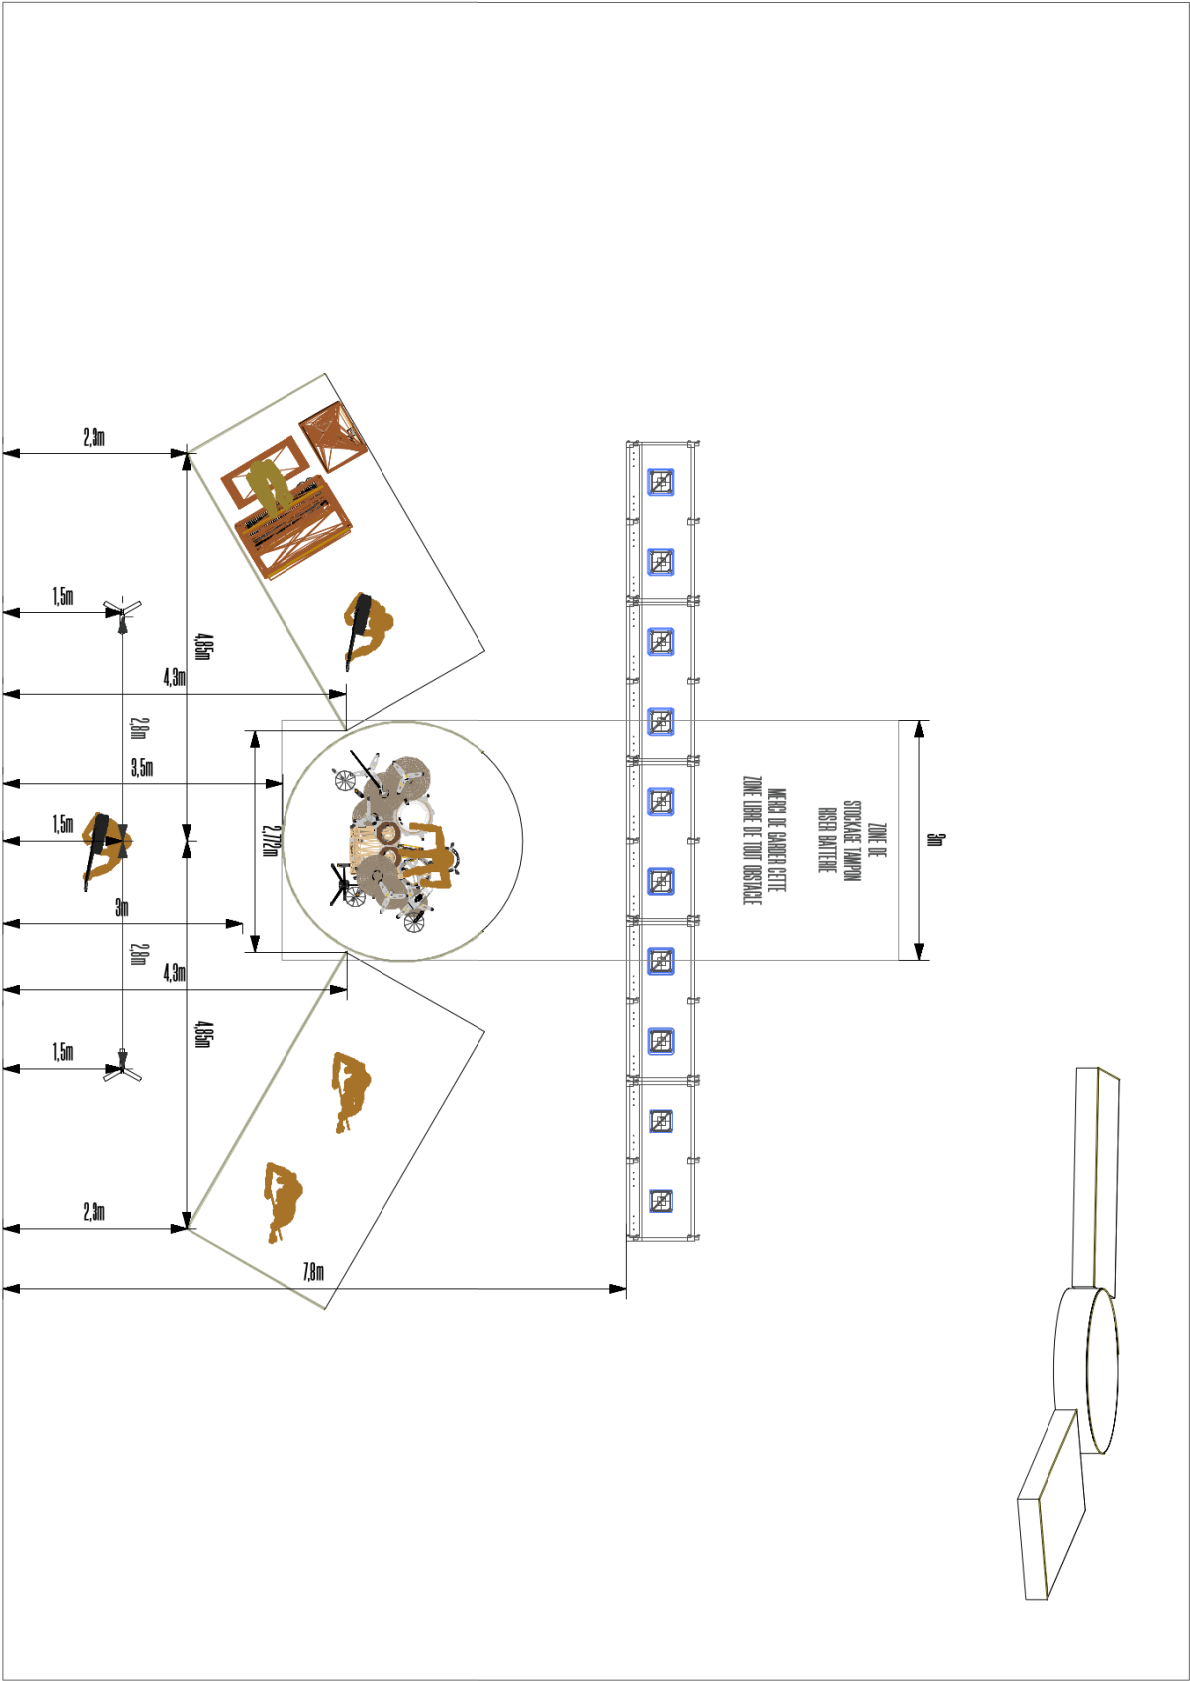 2,3m
1,5m
4,85m
4,3m
2,8m
3,5m
1,5m
2,772m
3m
2,8m
4,3m
4,85m
1,5m
2,3m
7,8m
3m
ZONE DE
STOCKAGE TAMPON
RISER BATTERIE
MERCI DE GARDER CETTE
ZONE LIBRE DE TOUT OBSTACLE